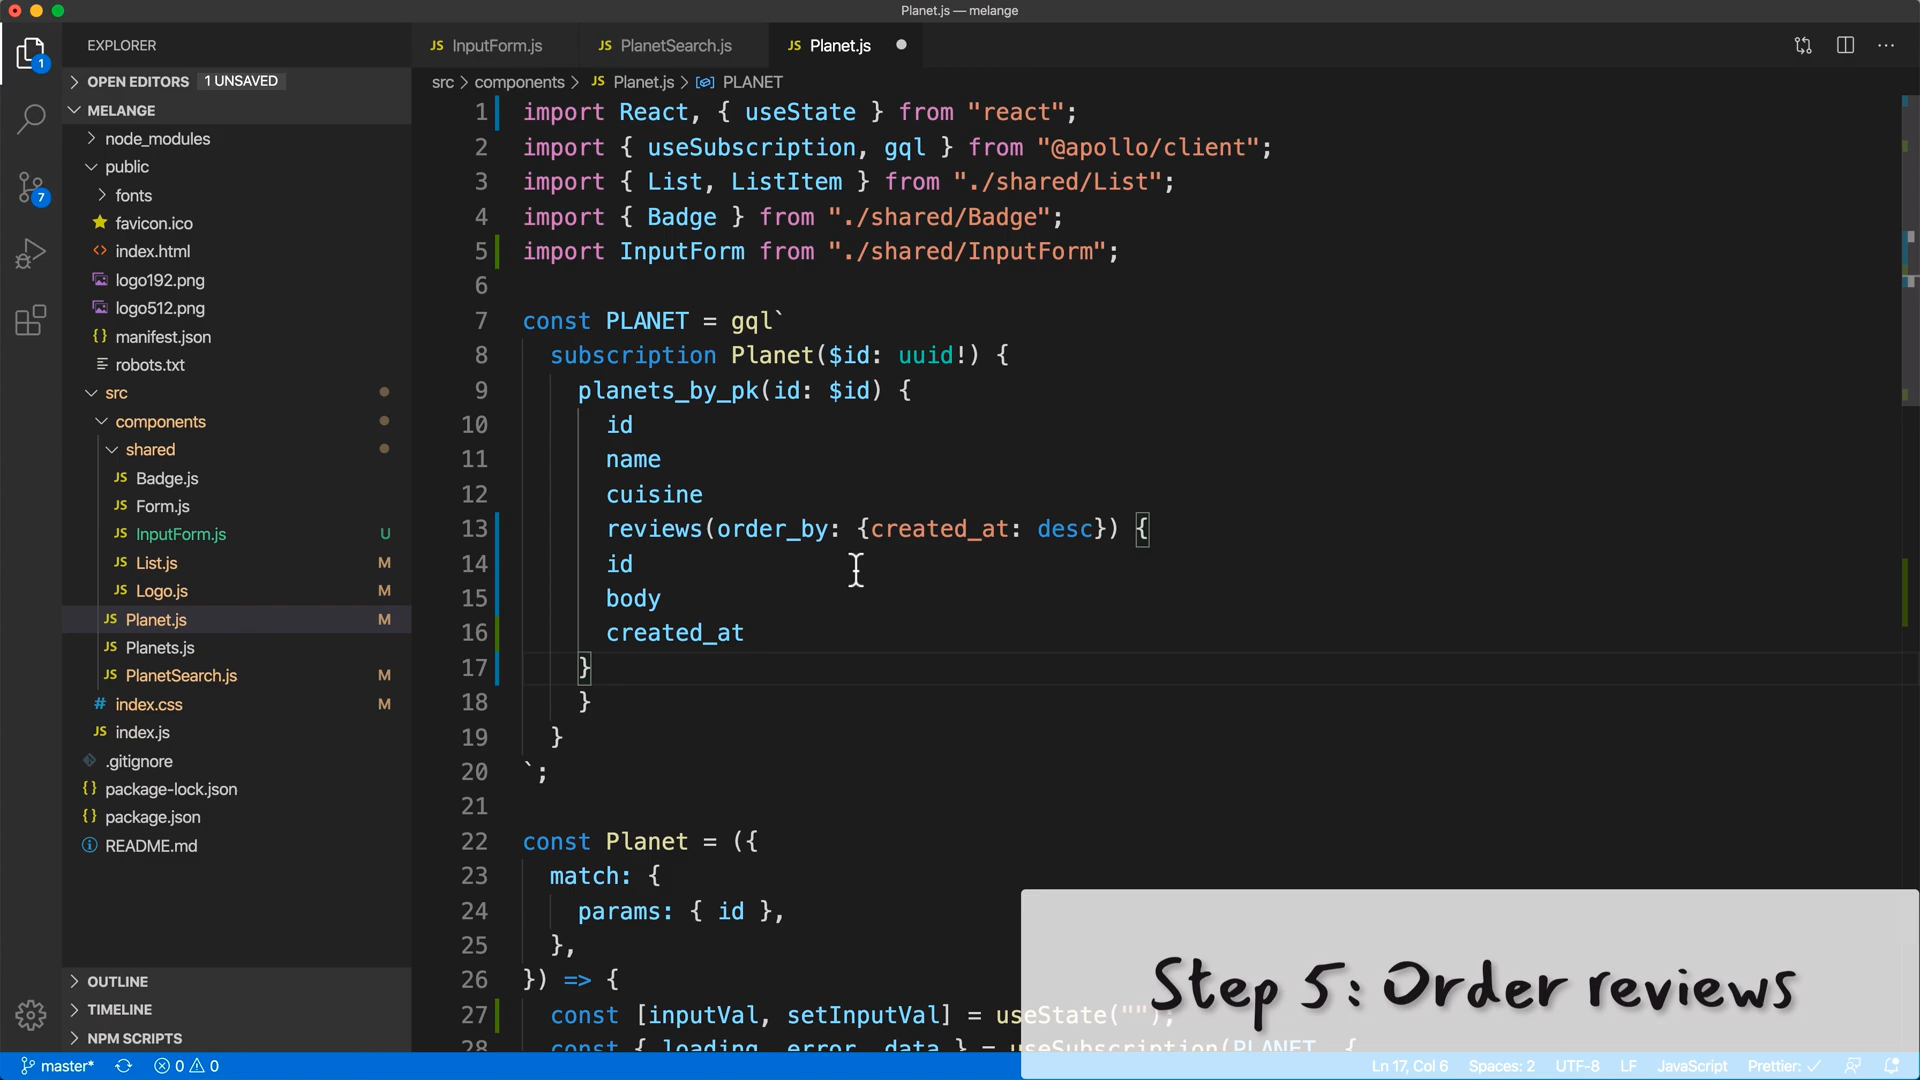 Planet.js — melange
EXPLORER
InputForm.js
PlanetSearch.js
Planet.js
OPEN EDITORS 1 UNSAVED
src > components > Planet.js > PLANET
MELANGE
node_modules
public
fonts
favicon.ico
index.html
logo192.png
logo512.png
manifest.json
robots.txt
src
components
shared
Badge.js
Form.js
InputForm.js U
List.js M
Logo.js M
Planet.js M
Planets.js
PlanetSearch.js M
index.css M
index.js
.gitignore
package-lock.json
package.json
README.md
OUTLINE
TIMELINE
NPM SCRIPTS
1 import React, { useState } from "react";
2 import { useSubscription, gql } from "@apollo/client";
3 import { List, ListItem } from "./shared/List";
4 import { Badge } from "./shared/Badge";
5 import InputForm from "./shared/InputForm";
6
7 const PLANET = gql`
8 subscription Planet($id: uuid!) {
9 planets_by_pk(id: $id) {
10 id
11 name
12 cuisine
13 reviews(order_by: {created_at: desc}) {
14 id
15 body
16 created_at
17 }
18 }
19 }
20 `;
21
22 const Planet = ({
23 match: {
24 params: { id },
25 },
26 }) => {
27 const [inputVal, setInputVal] = useState("");
28 const { loading, error, data } = useSubscription(PLANET, {
Step 5: Order reviews
master* 0 0 Ln 17, Col 6 Spaces: 2 UTF-8 LF JavaScript Prettier: ✓
1
7